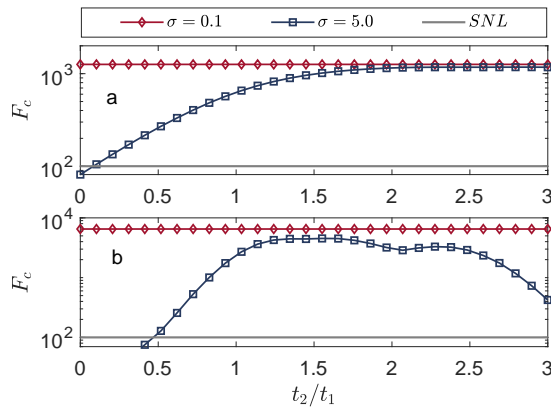 σ = 0.1 σ = 5.0 SNL
10³
F_c
a
10²
0 0.5 1 1.5 2 2.5 3
10⁴
F_c
b
10²
0 0.5 1 1.5 2 2.5 3
t₂/t₁